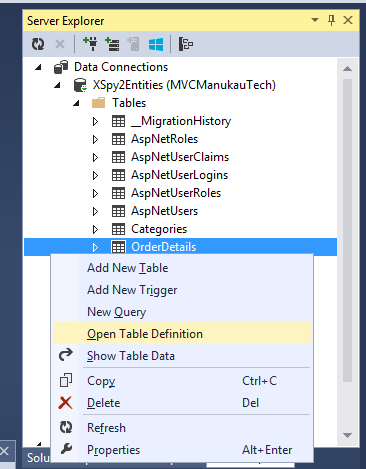 Server Explorer
Data Connections
XSpy2Entities (MVCManukauTech)
Tables
__MigrationHistory
AspNetRoles
AspNetUserClaims
AspNetUserLogins
AspNetUserRoles
AspNetUsers
Categories
OrderDetails
Add New Table
Add New Trigger
New Query
Open Table Definition
Show Table Data
Copy Ctrl+C
Delete Del
Refresh
Properties Alt+Enter